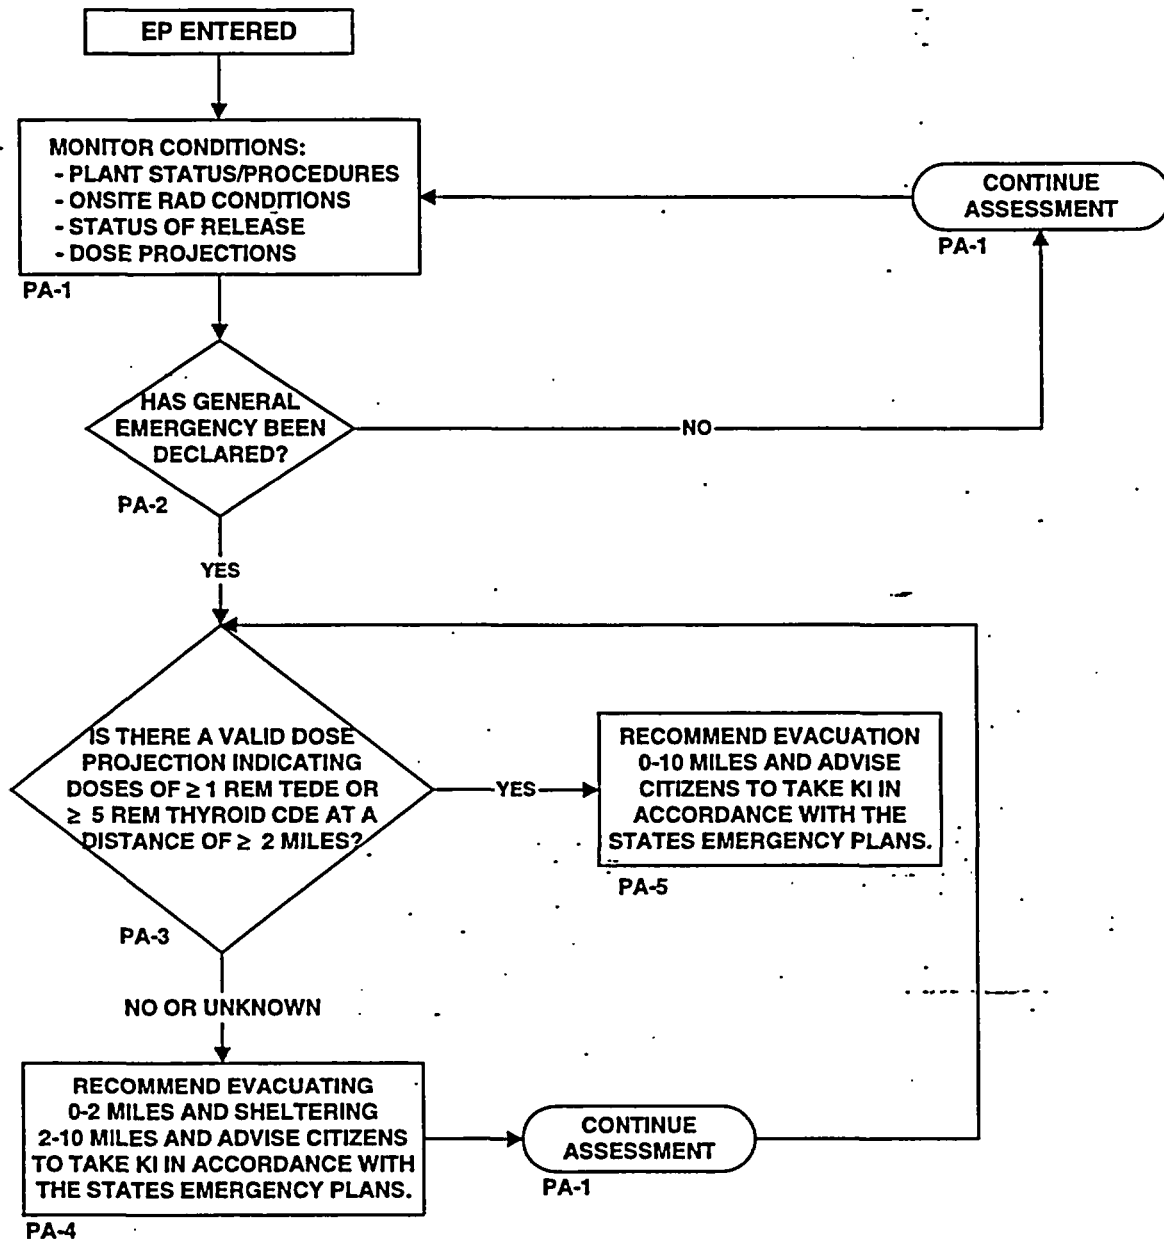 EP ENTERED
MONITOR CONDITIONS:
- PLANT STATUS/PROCEDURES
- ONSITE RAD CONDITIONS
- STATUS OF RELEASE
- DOSE PROJECTIONS
PA-1
CONTINUE
ASSESSMENT
PA-1
HAS GENERAL
EMERGENCY BEEN
DECLARED?
PA-2
NO
YES
IS THERE A VALID DOSE
PROJECTION INDICATING
DOSES OF ≥ 1 REM TEDE OR
≥ 5 REM THYROID CDE AT A
DISTANCE OF ≥ 2 MILES?
PA-3
YES
RECOMMEND EVACUATION
0-10 MILES AND ADVISE
CITIZENS TO TAKE KI IN
ACCORDANCE WITH THE
STATES EMERGENCY PLANS.
PA-5
NO OR UNKNOWN
RECOMMEND EVACUATING
0-2 MILES AND SHELTERING
2-10 MILES AND ADVISE CITIZENS
TO TAKE KI IN ACCORDANCE WITH
THE STATES EMERGENCY PLANS.
PA-4
CONTINUE
ASSESSMENT
PA-1